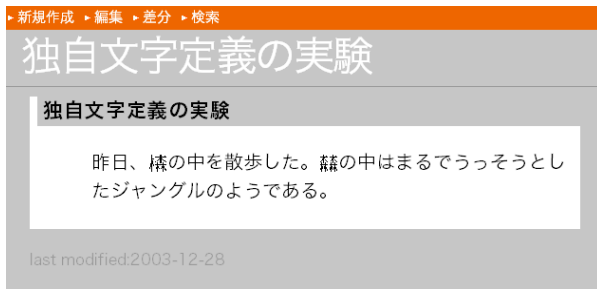 新規作成 編集 差分 検索
独自文字定義の実験
独自文字定義の実験
昨日、の中を散歩した。の中はまるでうっそうとし
たジャングルのようである。
last modified:2003-12-28